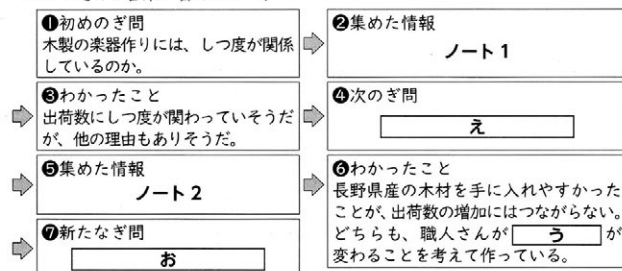 ❶初めのぎ問
木製の楽器作りには、しつ度が関係
しているのか。
❷集めた情報
ノート1
❸わかったこと
出荷数にしつ度が関わっていそうだ
が、他の理由もありそうだ。
❹次のぎ問
え
❺集めた情報
ノート2
❻わかったこと
長野県産の木材を手に入れやすかった
ことが、出荷数の増加にはつながらない。
どちらも、職人さんが う が
変わることを考えて作っている。
❼新たなぎ問
お